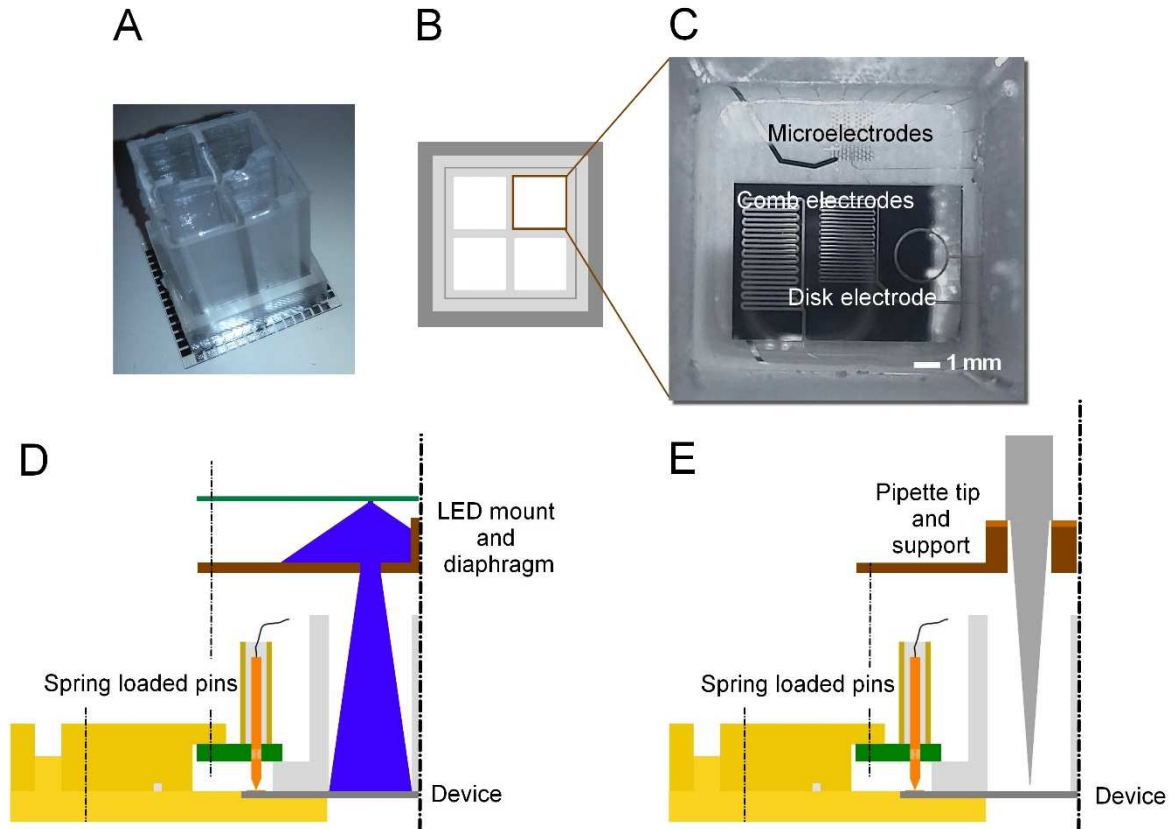 A
B
C
Microelectrodes
Comb electrodes
Disk electrode
1 mm
D
LED mount
and
diaphragm
Spring loaded pins
Device
E
Pipette tip
and
support
Spring loaded pins
Device